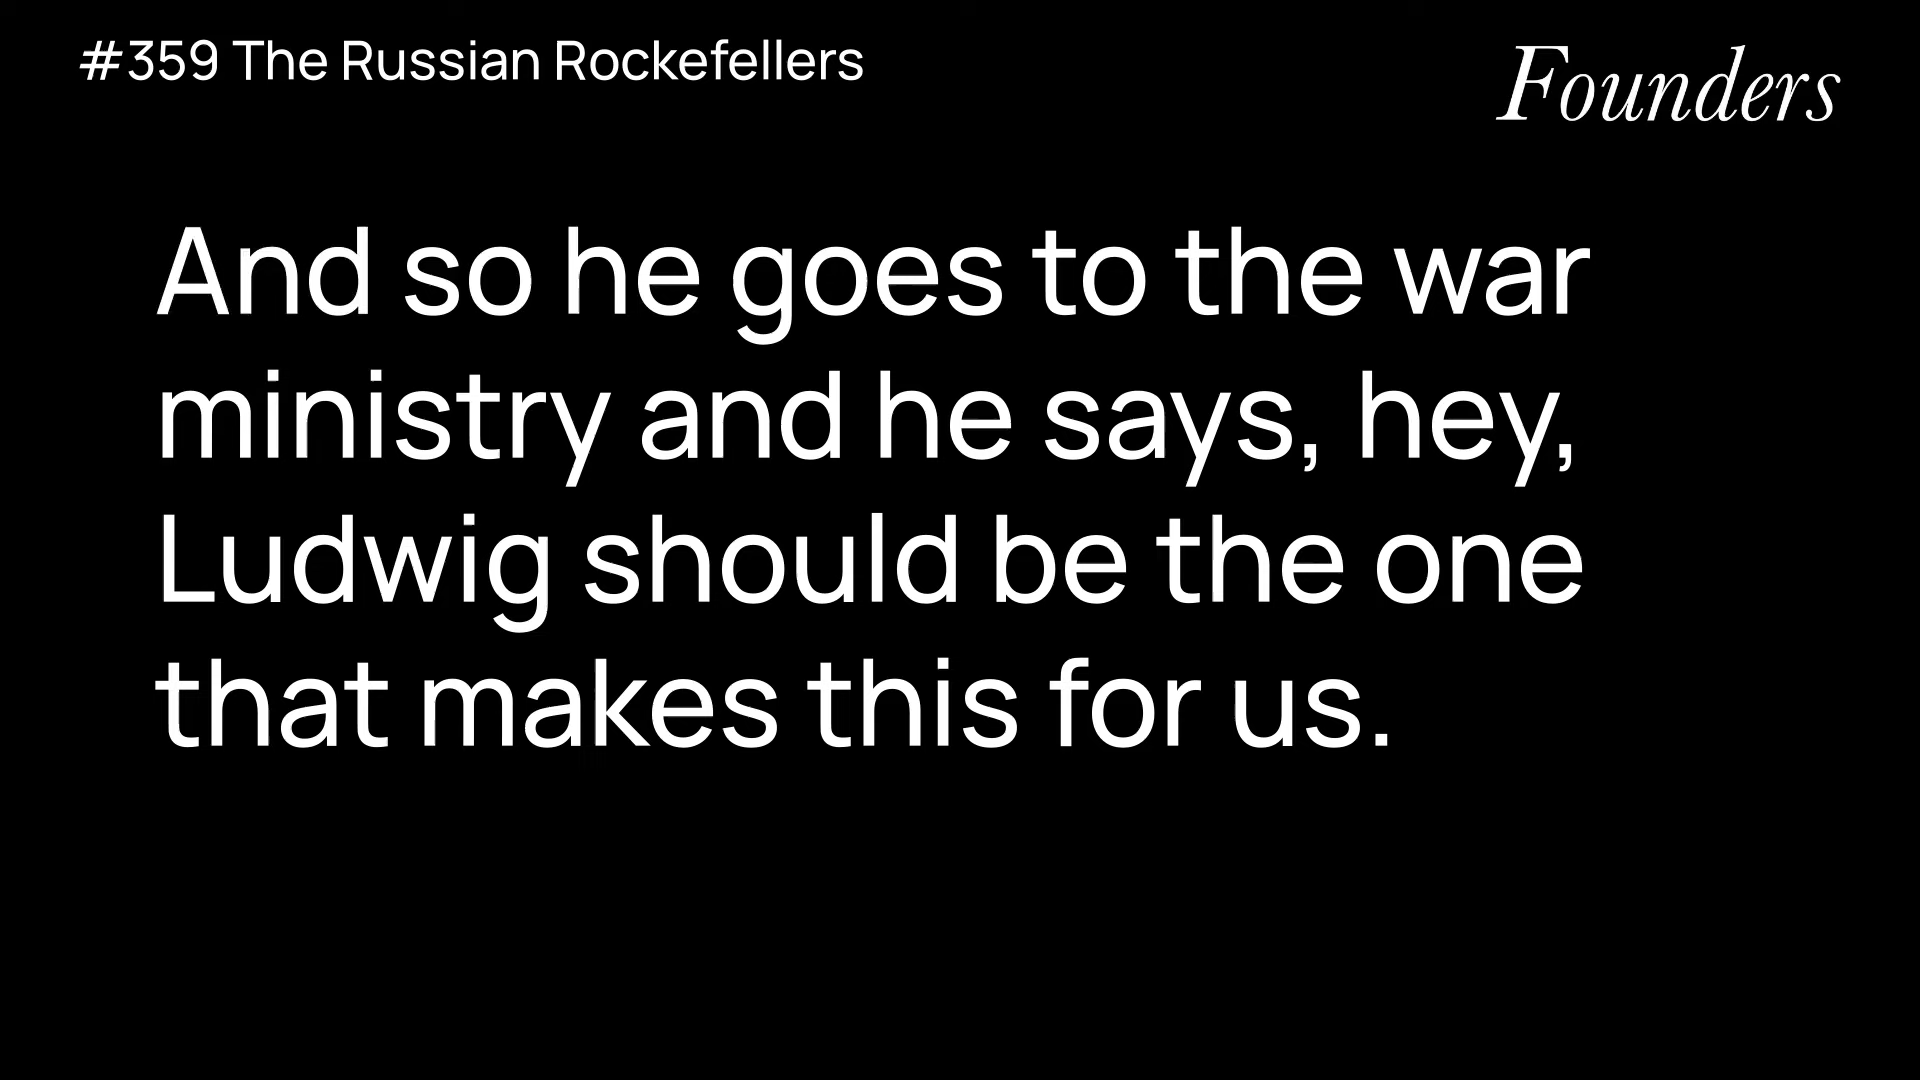 #359 The Russian Rockefellers
Founders
And so he goes to the war
ministry and he says, hey,
Ludwig should be the one
that makes this for us.